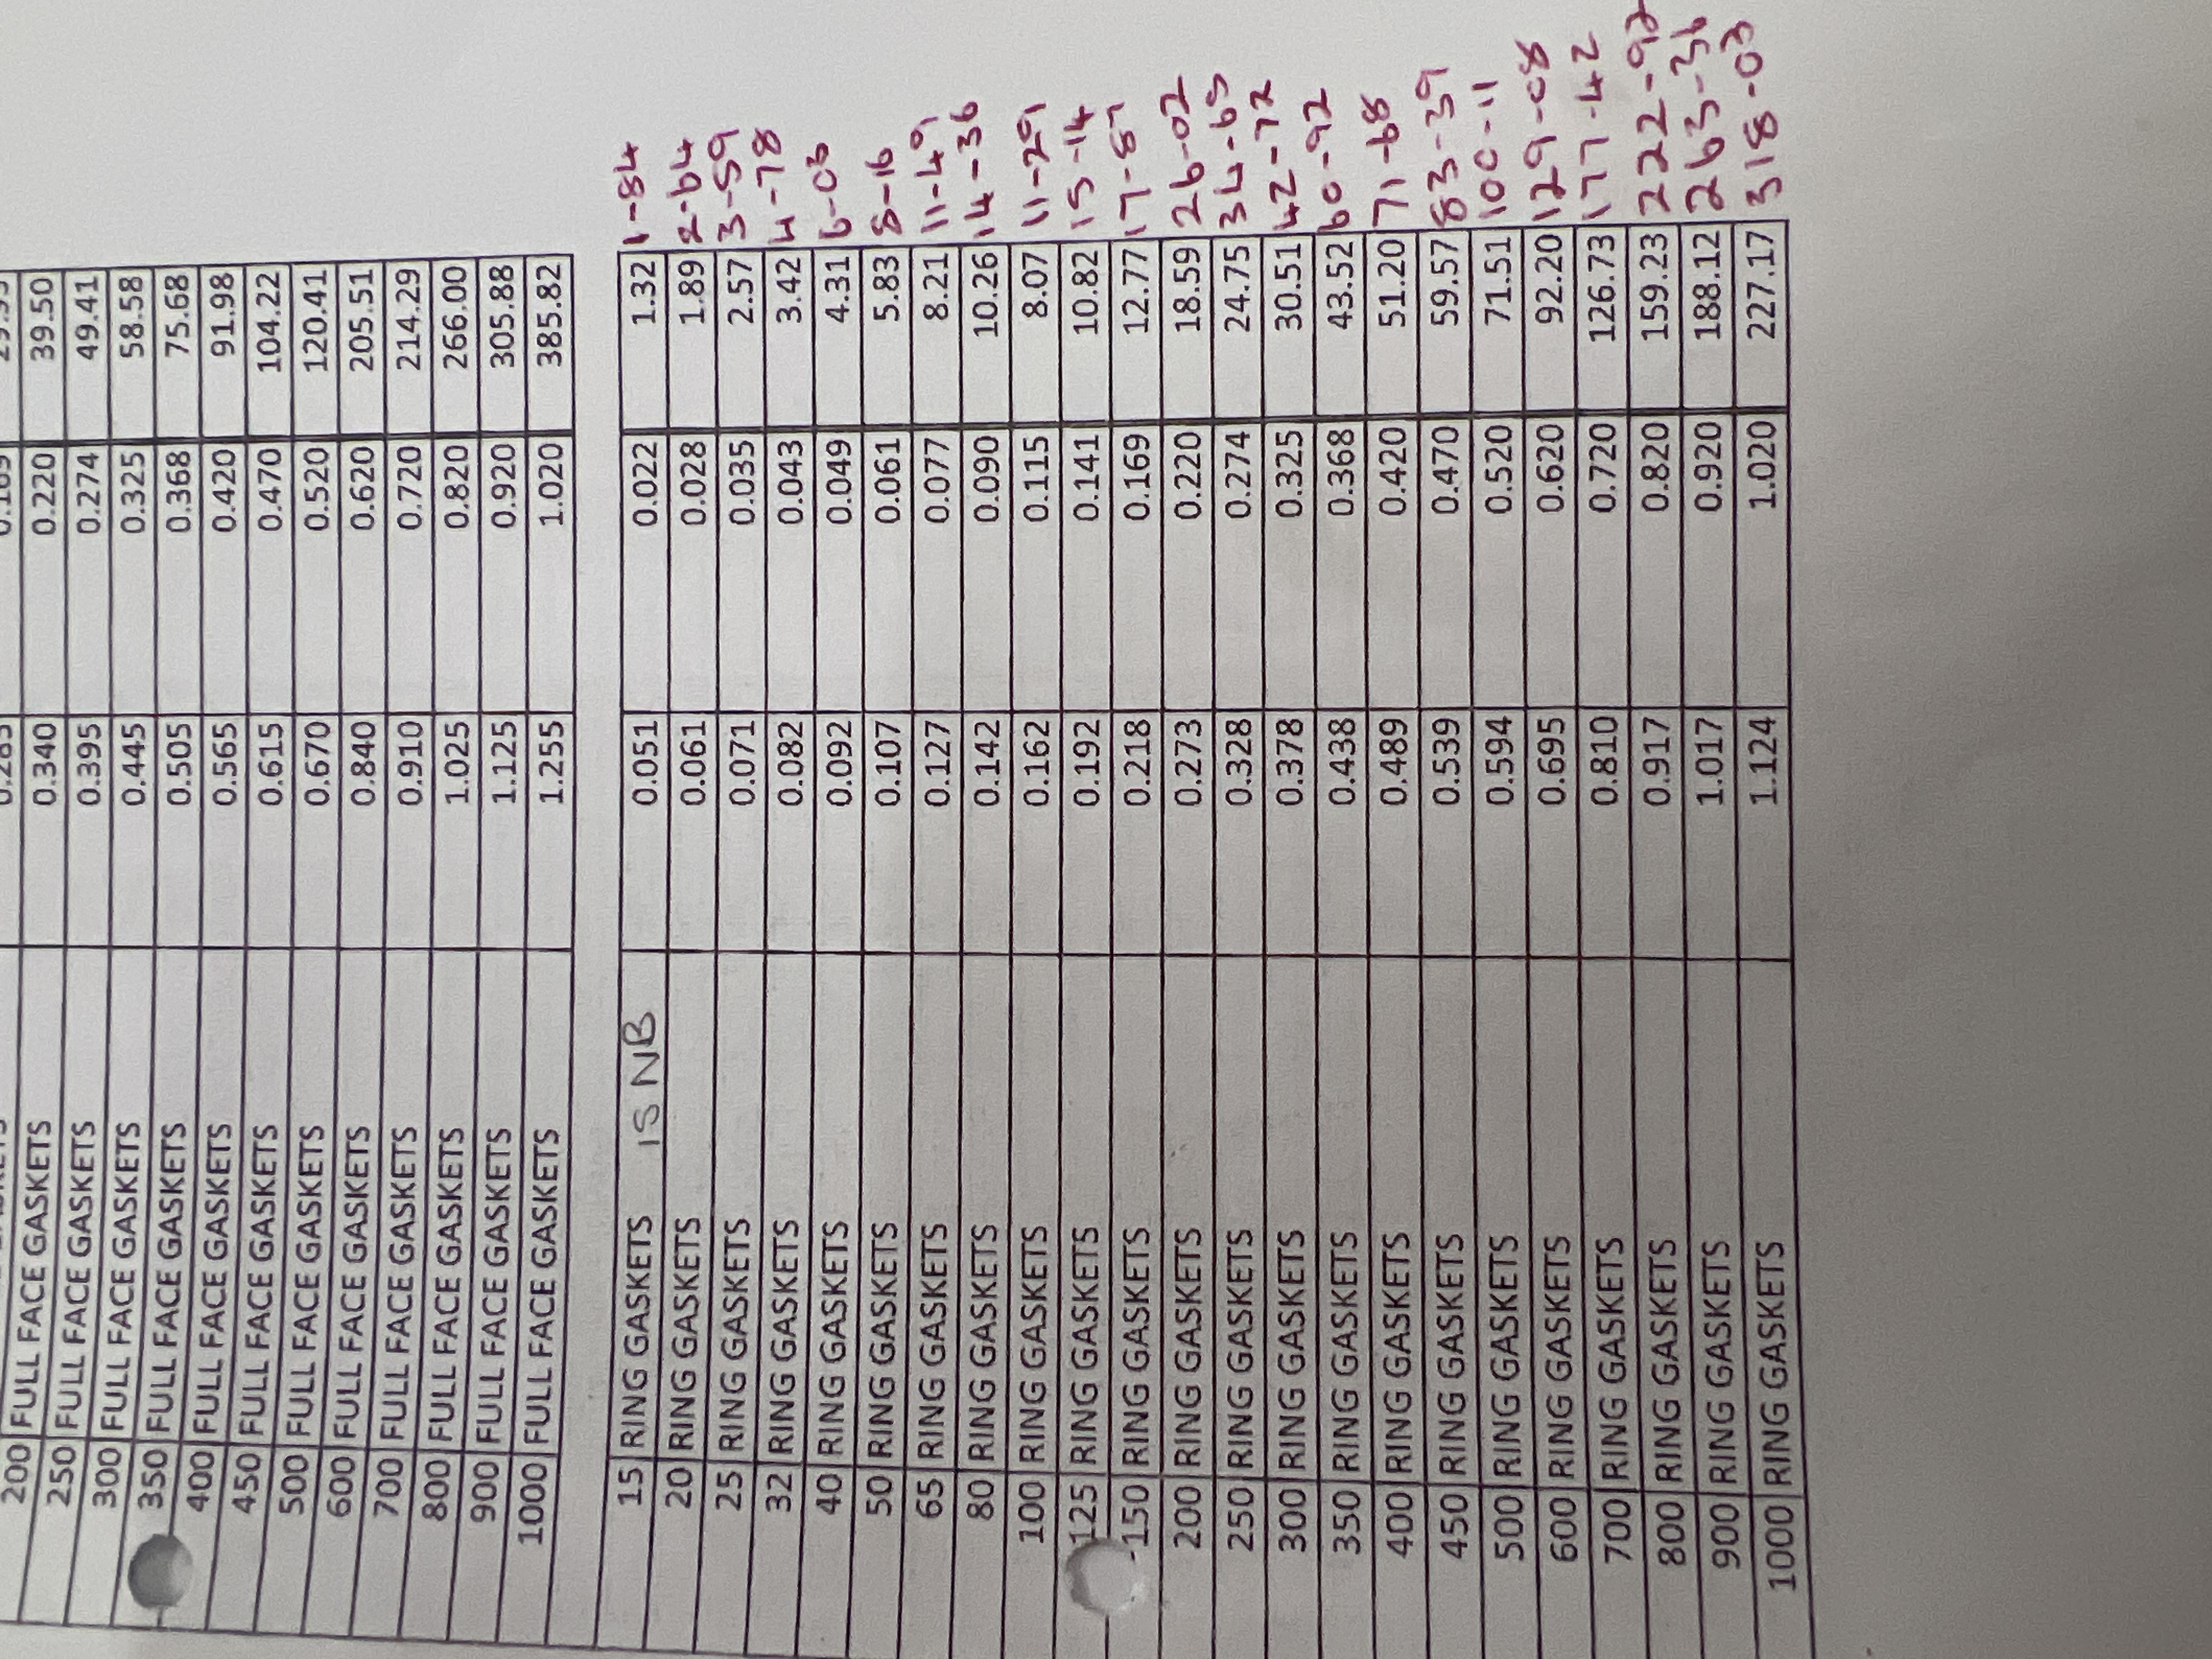 0.285 0.169 29.95
200 FULL FACE GASKETS 0.340 0.220 39.50
250 FULL FACE GASKETS 0.395 0.274 49.41
300 FULL FACE GASKETS 0.445 0.325 58.58
350 FULL FACE GASKETS 0.505 0.368 75.68
400 FULL FACE GASKETS 0.565 0.420 91.98
450 FULL FACE GASKETS 0.615 0.470 104.22
500 FULL FACE GASKETS 0.670 0.520 120.41
600 FULL FACE GASKETS 0.840 0.620 205.51
700 FULL FACE GASKETS 0.910 0.720 214.29
800 FULL FACE GASKETS 1.025 0.820 266.00
900 FULL FACE GASKETS 1.125 0.920 305.88
1000 FULL FACE GASKETS 1.255 1.020 385.82
15 RING GASKETS IS NB 0.051 0.022 1.32 1-84
20 RING GASKETS 0.061 0.028 1.89 2-64
25 RING GASKETS 0.071 0.035 2.57 3-59
32 RING GASKETS 0.082 0.043 3.42 4-78
40 RING GASKETS 0.092 0.049 4.31 6-03
50 RING GASKETS 0.107 0.061 5.83 8-16
65 RING GASKETS 0.127 0.077 8.21 11-49
80 RING GASKETS 0.142 0.090 10.26 14-36
100 RING GASKETS 0.162 0.115 8.07 11-29
125 RING GASKETS 0.192 0.141 10.82 15-14
150 RING GASKETS 0.218 0.169 12.77 17-87
200 RING GASKETS 0.273 0.220 18.59 26-02
250 RING GASKETS 0.328 0.274 24.75 34-65
300 RING GASKETS 0.378 0.325 30.51 42-72
350 RING GASKETS 0.438 0.368 43.52 60-92
400 RING GASKETS 0.489 0.420 51.20 71-68
450 RING GASKETS 0.539 0.470 59.57 83-39
500 RING GASKETS 0.594 0.520 71.51 100-11
600 RING GASKETS 0.695 0.620 92.20 129-08
700 RING GASKETS 0.810 0.720 126.73 177-42
800 RING GASKETS 0.917 0.820 159.23 222-92
900 RING GASKETS 1.017 0.920 188.12 263-36
1000 RING GASKETS 1.124 1.020 227.17 318-03